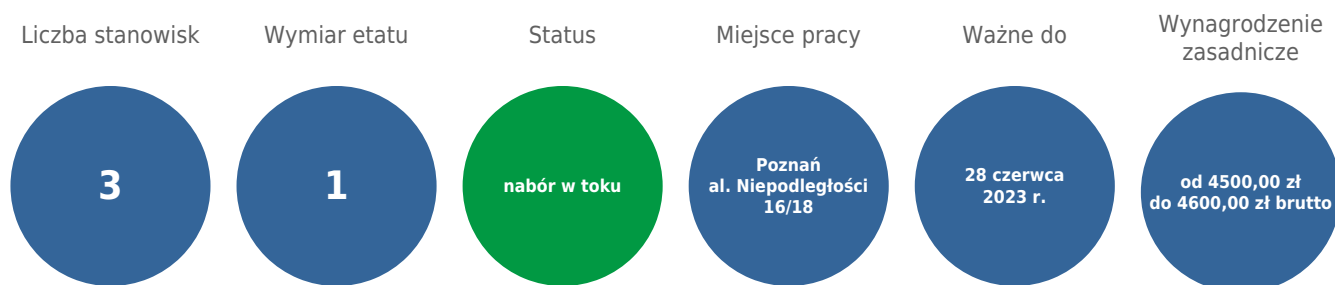 Liczba stanowisk
3
Wymiar etatu
1
Status
nabór w toku
Miejsce pracy
Poznań
al. Niepodległości
16/18
Ważne do
28 czerwca
2023 r.
Wynagrodzenie
zasadnicze
od 4500,00 zł
do 4600,00 zł brutto